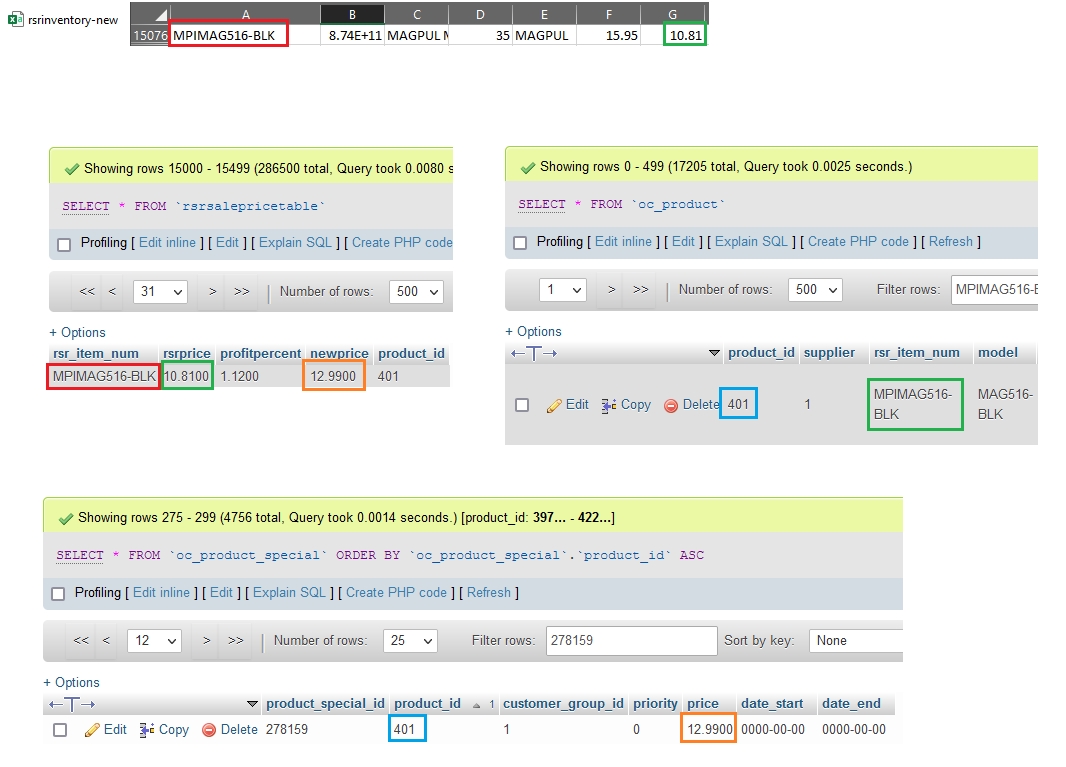 rsrinventory-new
A B C D E F G
15076 MPIMAG516-BLK 8.74E+11 MAGPUL M 35 MAGPUL 15.95 10.81
Showing rows 15000 - 15499 (286500 total, Query took 0.0080 s
SELECT * FROM `rsrsalepricetable`
Profiling [ Edit inline ] [ Edit ] [ Explain SQL ] [ Create PHP code
<< < 31 > >> | Number of rows: 500
+ Options
rsr_item_num rsrprice profitpercent newprice product_id
MPIMAG516-BLK 10.8100 1.1200 12.9900 401
Showing rows 0 - 499 (17205 total, Query took 0.0025 seconds.)
SELECT * FROM `oc_product`
Profiling [ Edit inline ] [ Edit ] [ Explain SQL ] [ Create PHP code ] [ Refresh ]
1 > >> | Number of rows: 500 Filter rows: MPIMAG516-B
+ Options
←T→ product_id supplier rsr_item_num model
Edit Copy Delete 401 1 MPIMAG516- MAG516-
BLK BLK
Showing rows 275 - 299 (4756 total, Query took 0.0014 seconds.) [product_id: 397... - 422...]
SELECT * FROM `oc_product_special` ORDER BY `oc_product_special`.`product_id` ASC
Profiling [ Edit inline ] [ Edit ] [ Explain SQL ] [ Create PHP code ] [ Refresh ]
<< < 12 > >> | Number of rows: 25 Filter rows: 278159 Sort by key: None
+ Options
←T→ product_special_id product_id 1 customer_group_id priority price date_start date_end
Edit Copy Delete 278159 401 1 0 12.9900 0000-00-00 0000-00-00